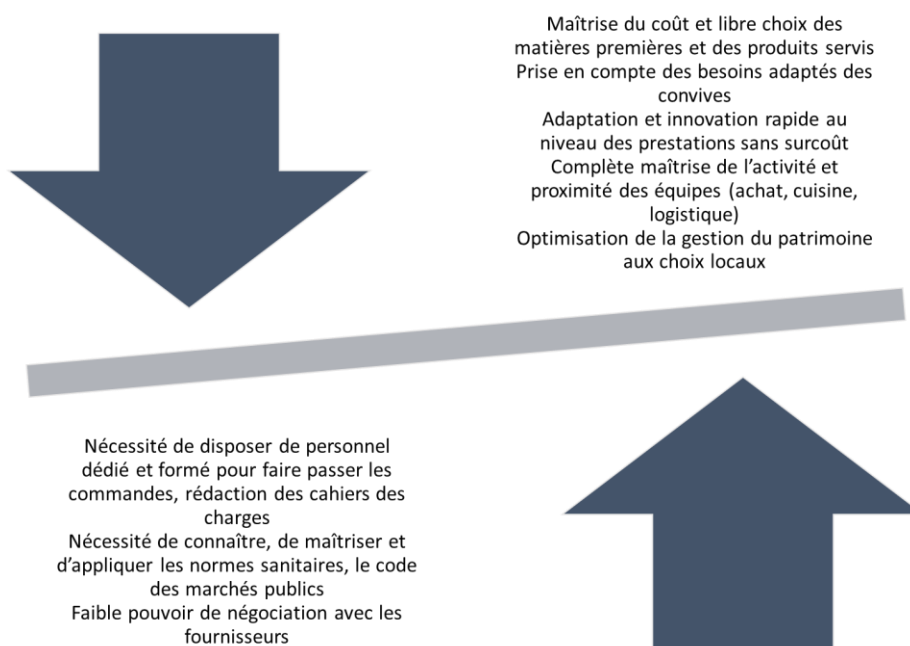 Maîtrise du coût et libre choix des
matières premières et des produits servis
Prise en compte des besoins adaptés des
convives
Adaptation et innovation rapide au
niveau des prestations sans surcoût
Complète maîtrise de l'activité et
proximité des équipes (achat, cuisine,
logistique)
Optimisation de la gestion du patrimoine
aux choix locaux
Nécessité de disposer de personnel
dédié et formé pour faire passer les
commandes, rédaction des cahiers des
charges
Nécessité de connaître, de maîtriser et
d'appliquer les normes sanitaires, le code
des marchés publics
Faible pouvoir de négociation avec les
fournisseurs